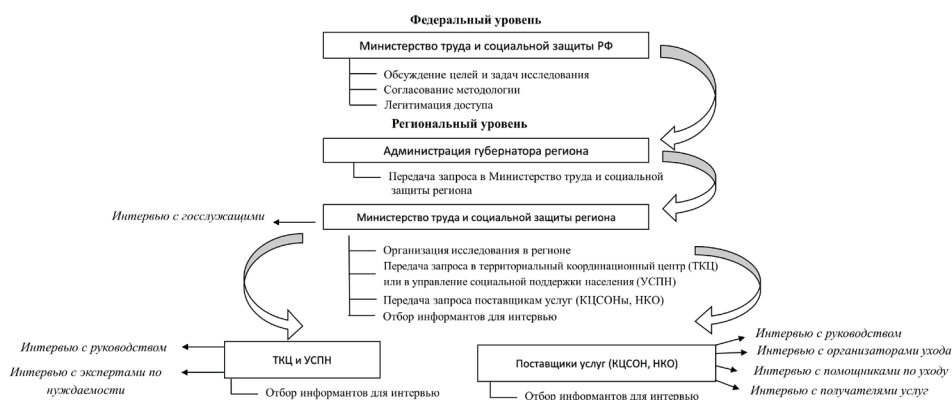 Федеральный уровень
Министерство труда и социальной защиты РФ
Обсуждение целей и задач исследования
Согласование методологии
Легитимация доступа
Региональный уровень
Администрация губернатора региона
Передача запроса в Министерство труда и социальной
защиты региона
Интервью с госслужащими
Министерство труда и социальной защиты региона
Организация исследования в регионе
Передача запроса в территориальный координационный центр (ТКЦ)
или в управление социальной поддержки населения (УСПН)
Передача запроса поставщикам услуг (КЦСОНы, НКО)
Отбор информантов для интервью
Интервью с руководством
Интервью с экспертами по
нуждаемости
ТКЦ и УСПН
Отбор информантов для интервью
Поставщики услуг (КЦСОН, НКО)
Отбор информантов для интервью
Интервью с руководством
Интервью с организаторами ухода
Интервью с помощниками по уходу
Интервью с получателями услуг